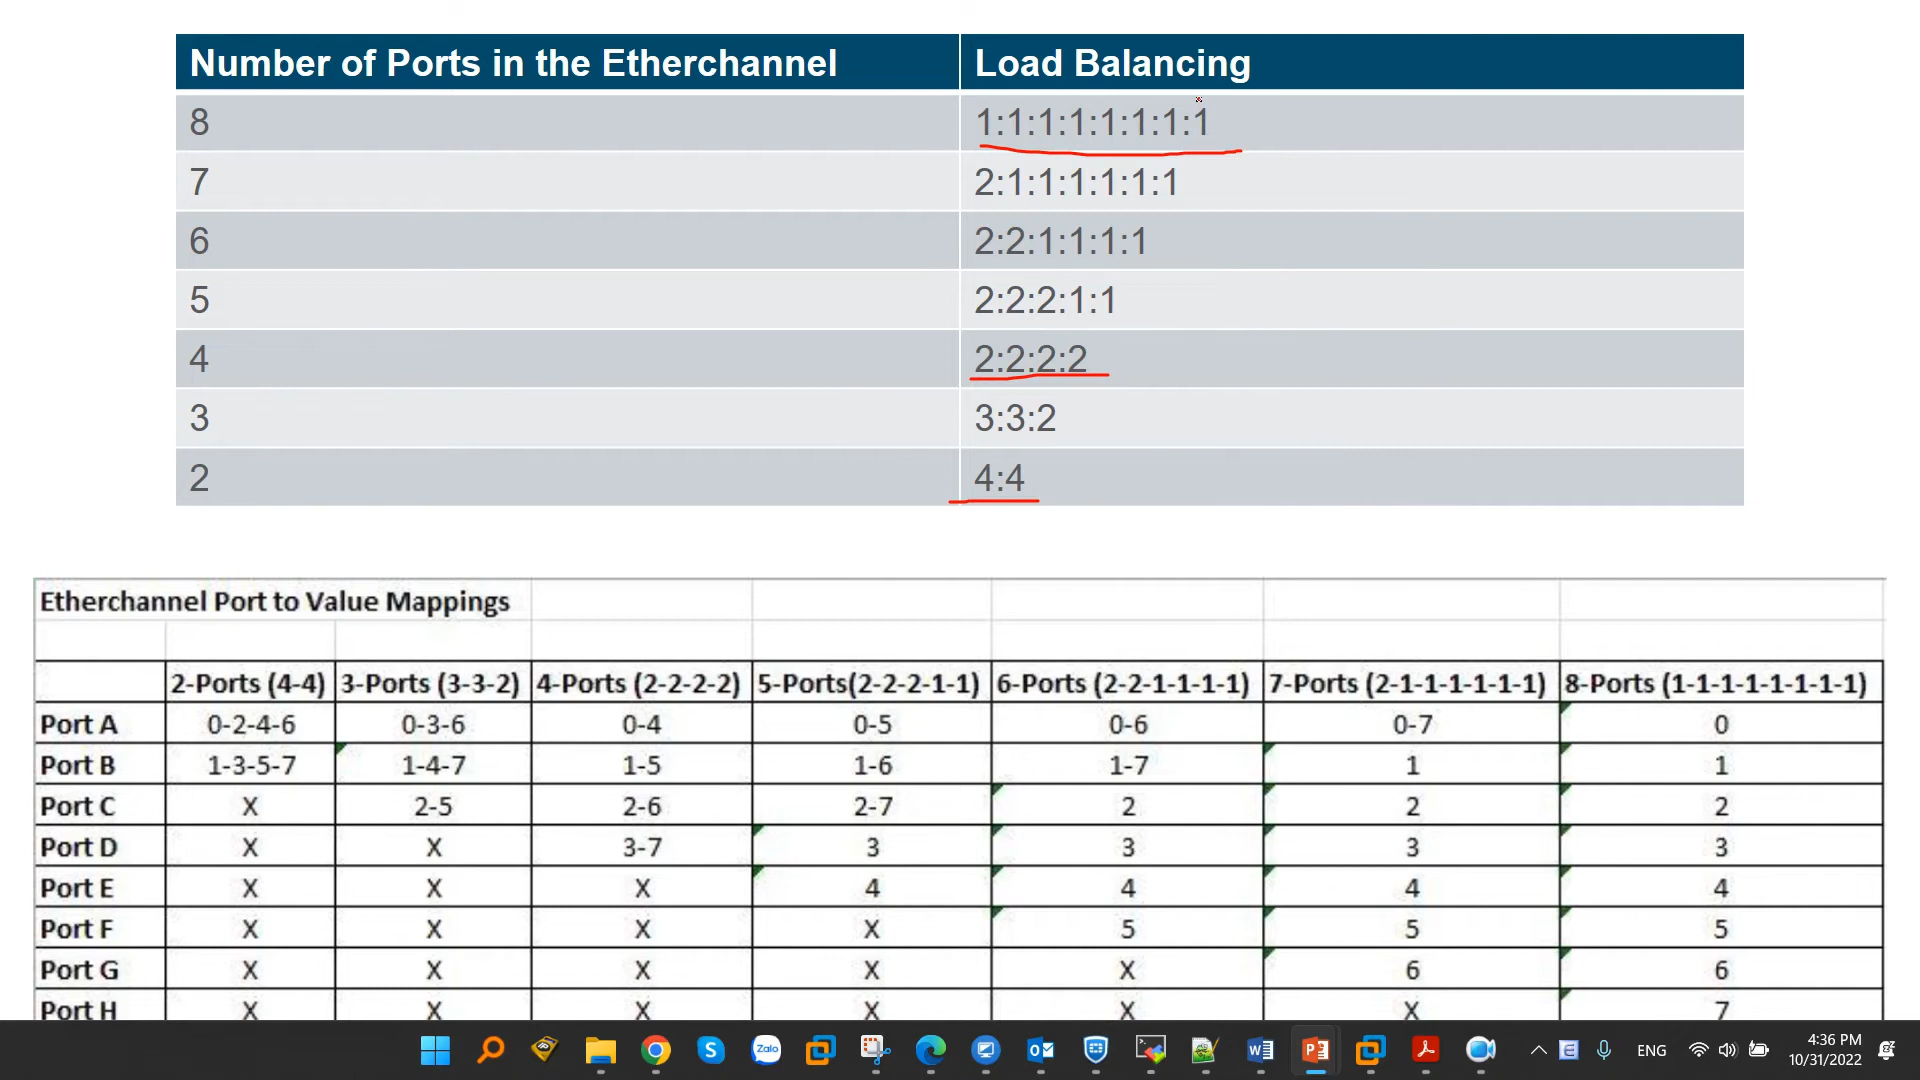 Number of Ports in the Etherchannel Load Balancing
8 1:1:1:1:1:1:1:1
7 2:1:1:1:1:1:1
6 2:2:1:1:1:1
5 2:2:2:1:1
4 2:2:2:2
3 3:3:2
2 4:4
Etherchannel Port to Value Mappings
2-Ports (4-4) 3-Ports (3-3-2) 4-Ports (2-2-2-2) 5-Ports(2-2-2-1-1) 6-Ports (2-2-1-1-1-1) 7-Ports (2-1-1-1-1-1-1) 8-Ports (1-1-1-1-1-1-1-1)
Port A 0-2-4-6 0-3-6 0-4 0-5 0-6 0-7 0
Port B 1-3-5-7 1-4-7 1-5 1-6 1-7 1 1
Port C X 2-5 2-6 2-7 2 2 2
Port D X X 3-7 3 3 3 3
Port E X X X 4 4 4 4
Port F X X X X 5 5 5
Port G X X X X X 6 6
Port H X X X X X X 7
Zalo
ENG
4:36 PM
10/31/2022